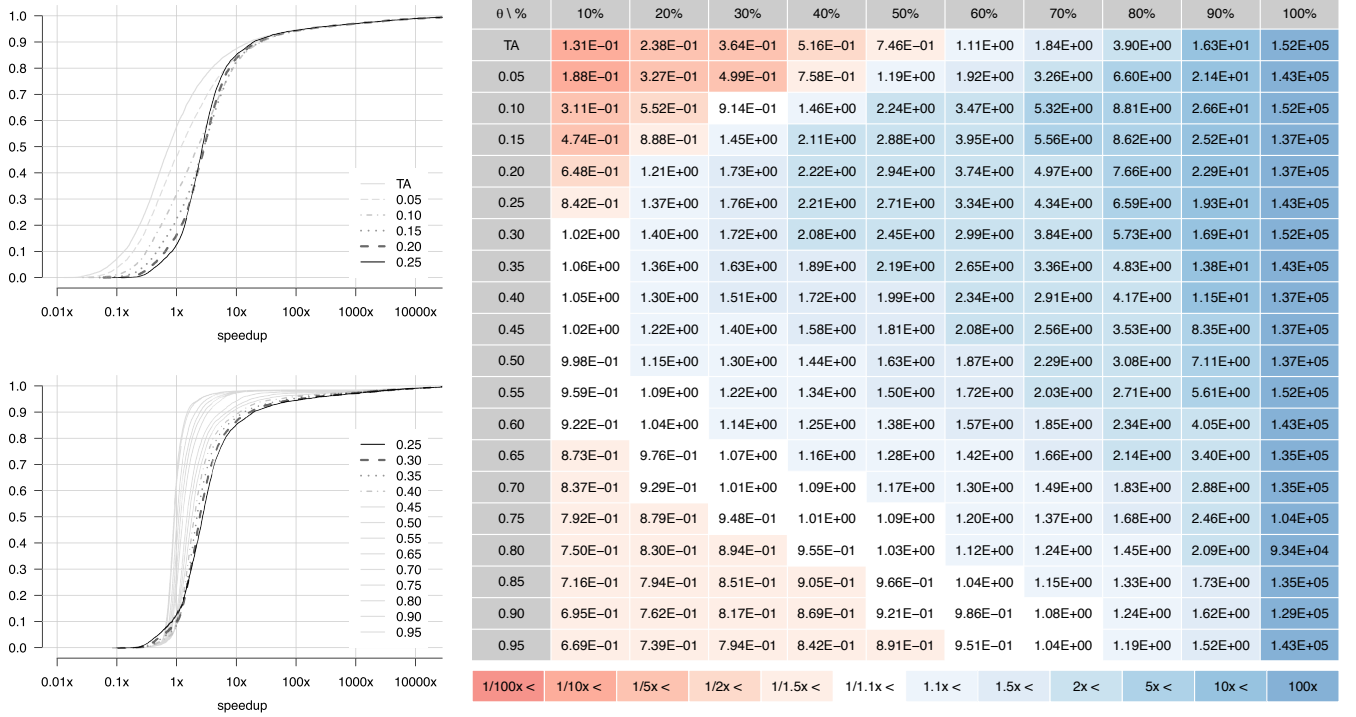 1.0
0.9
0.8
0.7
0.6
0.5
0.4
0.3
0.2
0.1
0.0
TA
0.05
0.10
0.15
0.20
0.25
0.01x 0.1x 1x 10x 100x 1000x 10000x
speedup
1.0
0.9
0.8
0.7
0.6
0.5
0.4
0.3
0.2
0.1
0.0
0.25
0.30
0.35
0.40
0.45
0.50
0.55
0.65
0.70
0.75
0.80
0.90
0.95
0.01x 0.1x 1x 10x 100x 1000x 10000x
speedup
θ \ % 10% 20% 30% 40% 50% 60% 70% 80% 90% 100%
TA 1.31E−01 2.38E−01 3.64E−01 5.16E−01 7.46E−01 1.11E+00 1.84E+00 3.90E+00 1.63E+01 1.52E+05
0.05 1.88E−01 3.27E−01 4.99E−01 7.58E−01 1.19E+00 1.92E+00 3.26E+00 6.60E+00 2.14E+01 1.43E+05
0.10 3.11E−01 5.52E−01 9.14E−01 1.46E+00 2.24E+00 3.47E+00 5.32E+00 8.81E+00 2.66E+01 1.52E+05
0.15 4.74E−01 8.88E−01 1.45E+00 2.11E+00 2.88E+00 3.95E+00 5.56E+00 8.62E+00 2.52E+01 1.37E+05
0.20 6.48E−01 1.21E+00 1.73E+00 2.22E+00 2.94E+00 3.74E+00 4.97E+00 7.66E+00 2.29E+01 1.37E+05
0.25 8.42E−01 1.37E+00 1.76E+00 2.21E+00 2.71E+00 3.34E+00 4.34E+00 6.59E+00 1.93E+01 1.43E+05
0.30 1.02E+00 1.40E+00 1.72E+00 2.08E+00 2.45E+00 2.99E+00 3.84E+00 5.73E+00 1.69E+01 1.52E+05
0.35 1.06E+00 1.36E+00 1.63E+00 1.89E+00 2.19E+00 2.65E+00 3.36E+00 4.83E+00 1.38E+01 1.43E+05
0.40 1.05E+00 1.30E+00 1.51E+00 1.72E+00 1.99E+00 2.34E+00 2.91E+00 4.17E+00 1.15E+01 1.37E+05
0.45 1.02E+00 1.22E+00 1.40E+00 1.58E+00 1.81E+00 2.08E+00 2.56E+00 3.53E+00 8.35E+00 1.37E+05
0.50 9.98E−01 1.15E+00 1.30E+00 1.44E+00 1.63E+00 1.87E+00 2.29E+00 3.08E+00 7.11E+00 1.37E+05
0.55 9.59E−01 1.09E+00 1.22E+00 1.34E+00 1.50E+00 1.72E+00 2.03E+00 2.71E+00 5.61E+00 1.52E+05
0.60 9.22E−01 1.04E+00 1.14E+00 1.25E+00 1.38E+00 1.57E+00 1.85E+00 2.34E+00 4.05E+00 1.43E+05
0.65 8.73E−01 9.76E−01 1.07E+00 1.16E+00 1.28E+00 1.42E+00 1.66E+00 2.14E+00 3.40E+00 1.35E+05
0.70 8.37E−01 9.29E−01 1.01E+00 1.09E+00 1.17E+00 1.30E+00 1.49E+00 1.83E+00 2.88E+00 1.35E+05
0.75 7.92E−01 8.79E−01 9.48E−01 1.01E+00 1.09E+00 1.20E+00 1.37E+00 1.68E+00 2.46E+00 1.04E+05
0.80 7.50E−01 8.30E−01 8.94E−01 9.55E−01 1.03E+00 1.12E+00 1.24E+00 1.45E+00 2.09E+00 9.34E+04
0.85 7.16E−01 7.94E−01 8.51E−01 9.05E−01 9.66E−01 1.04E+00 1.15E+00 1.33E+00 1.73E+00 1.35E+05
0.90 6.95E−01 7.62E−01 8.17E−01 8.69E−01 9.21E−01 9.86E−01 1.08E+00 1.24E+00 1.62E+00 1.29E+05
0.95 6.69E−01 7.39E−01 7.94E−01 8.42E−01 8.91E−01 9.51E−01 1.04E+00 1.19E+00 1.52E+00 1.43E+05
1/100x < 1/10x < 1/5x < 1/2x < 1/1.5x < 1/1.1x < 1.1x < 1.5x < 2x < 5x < 10x < 100x